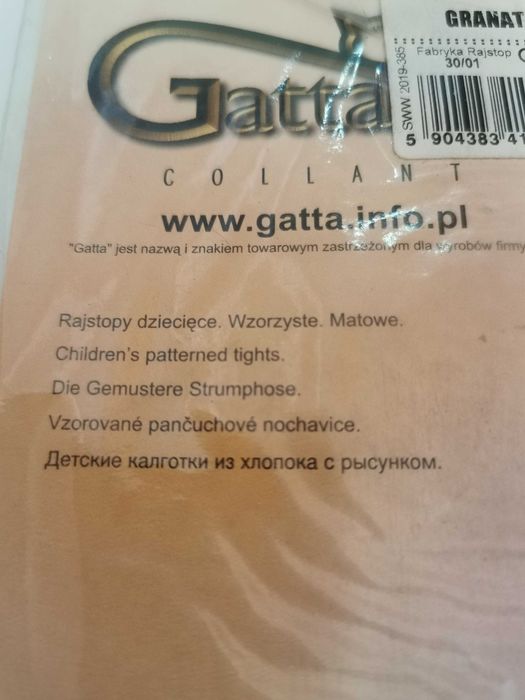 GRANAT
Fabryka Rajstop
30/01
SWW 2019-385
5 904383 41
Gatta
COLLANT
www.gatta.info.pl
"Gatta" jest nazwą i znakiem towarowym zastrzeżonym dla wyrobów firmy
Rajstopy dziecięce. Wzorzyste. Matowe.
Children's patterned tights.
Die Gemustere Strumphose.
Vzorované pančuchové nochavice.
Детские калготки из хлопока с рысунком.